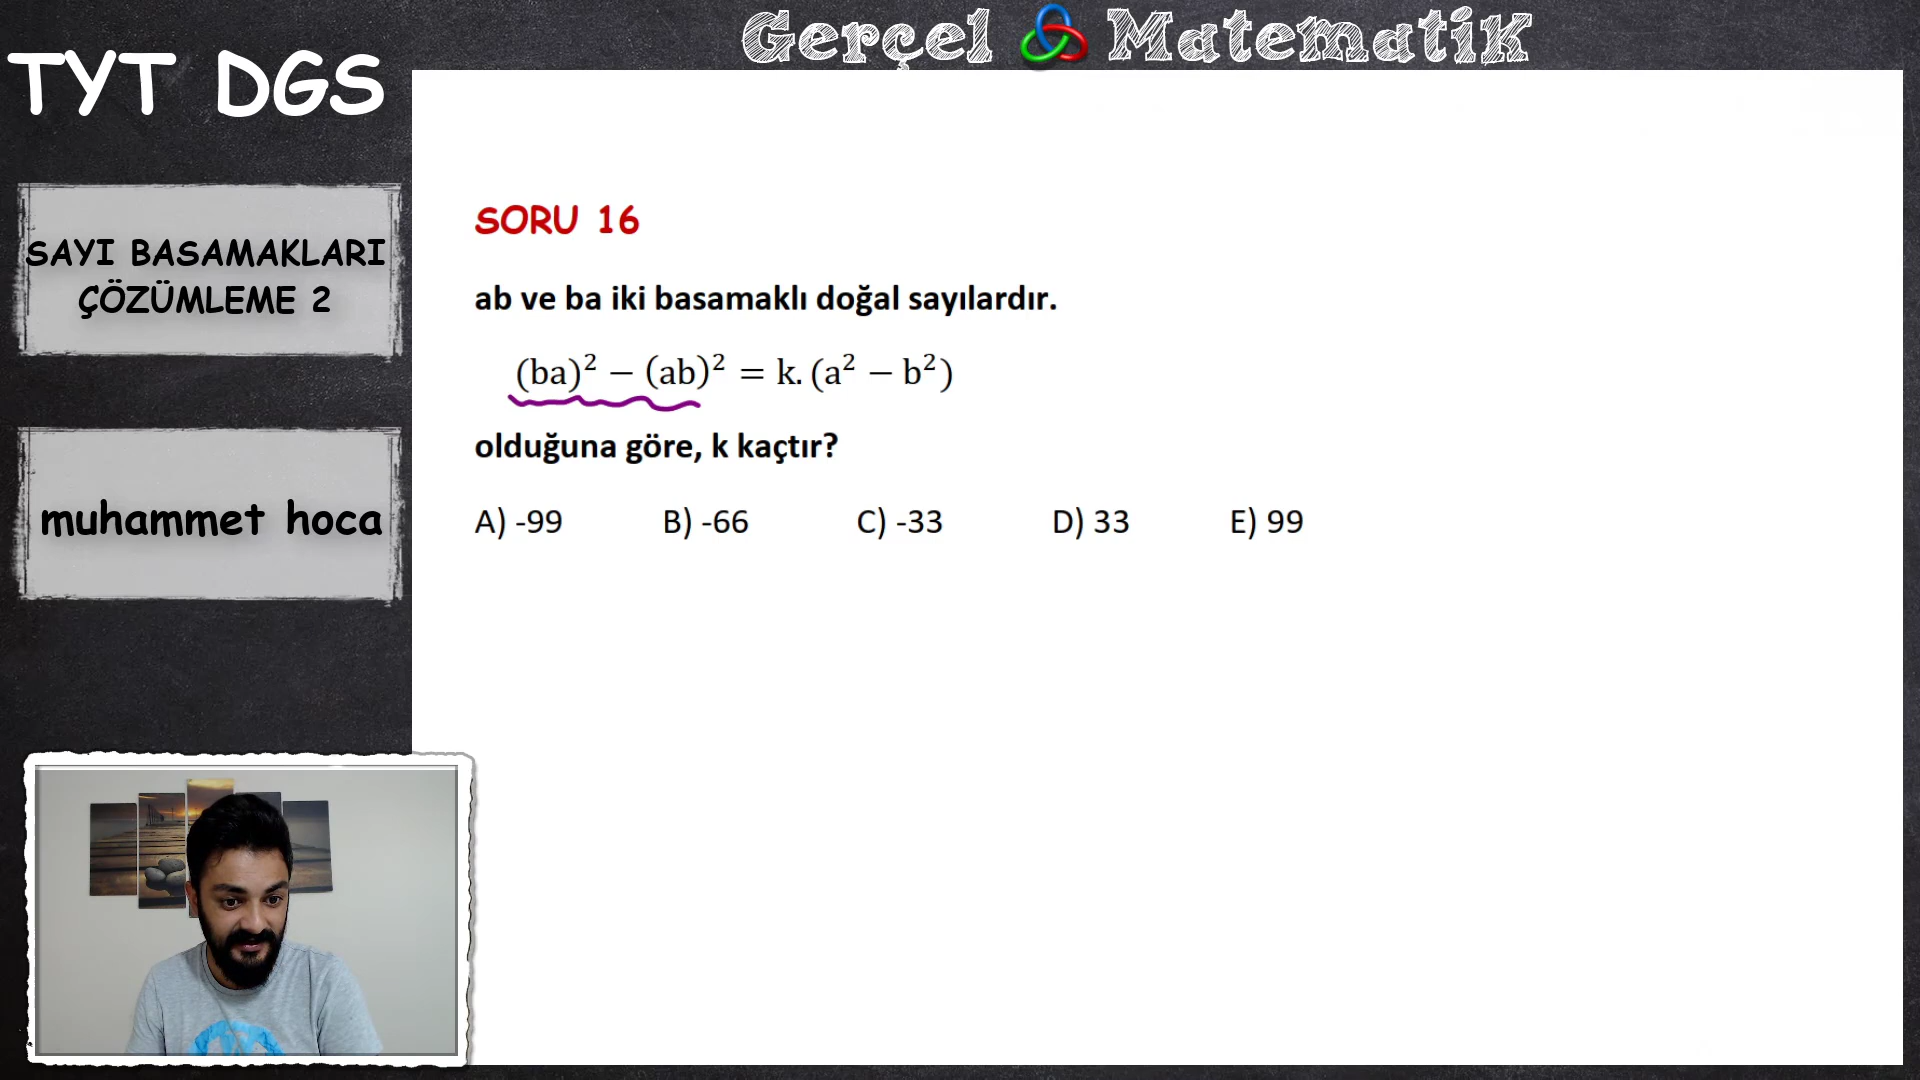 Gerçel Matematik
TYT DGS
SAYI BASAMAKLARI
ÇÖZÜMLEME 2
muhammet hoca
SORU 16
ab ve ba iki basamaklı doğal sayılardır.
(ba)² − (ab)² = k. (a² − b²)
olduğuna göre, k kaçtır?
A) -99 B) -66 C) -33 D) 33 E) 99